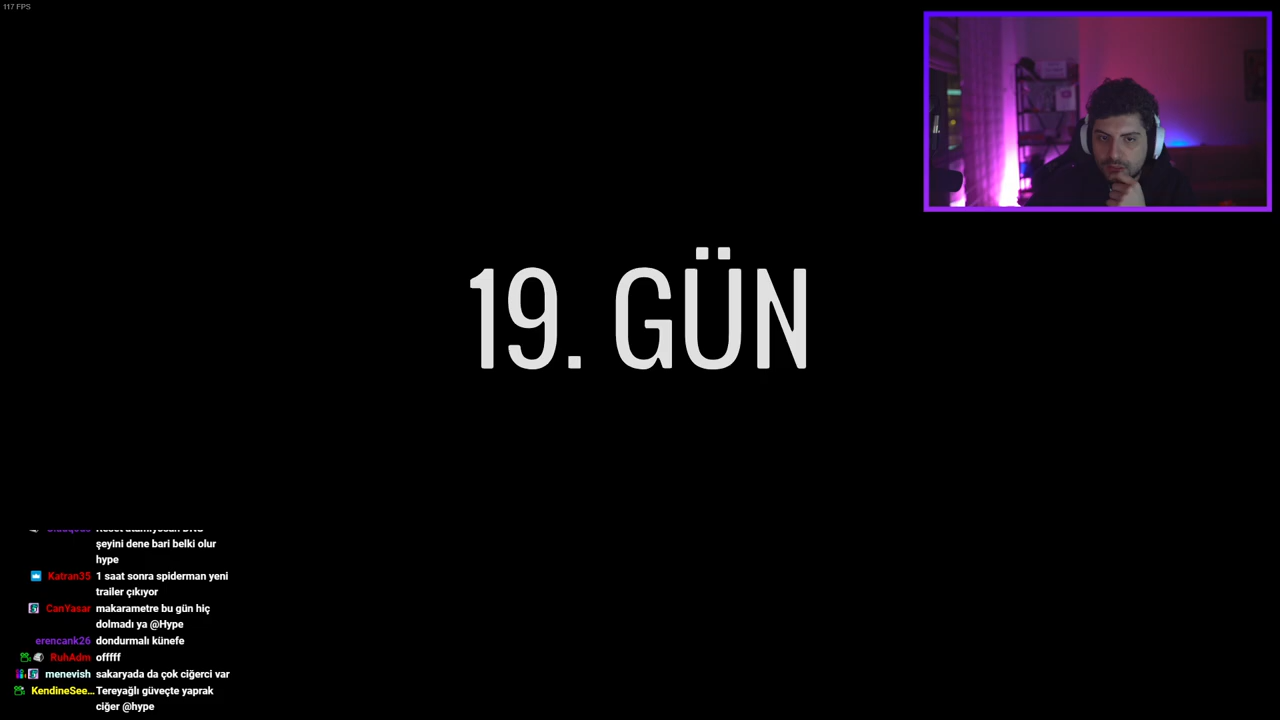 117 FPS
19. GÜN
şeyini dene bari belki olur
hype
Katran35 1 saat sonra spiderman yeni
trailer çıkıyor
CanYasar makarametre bu gün hiç
dolmadı ya @Hype
erencank26 dondurmalı künefe
RuhAdm offfff
menevish sakaryada da çok ciğerci var
KendineSee... Tereyağlı güveçte yaprak
ciğer @hype